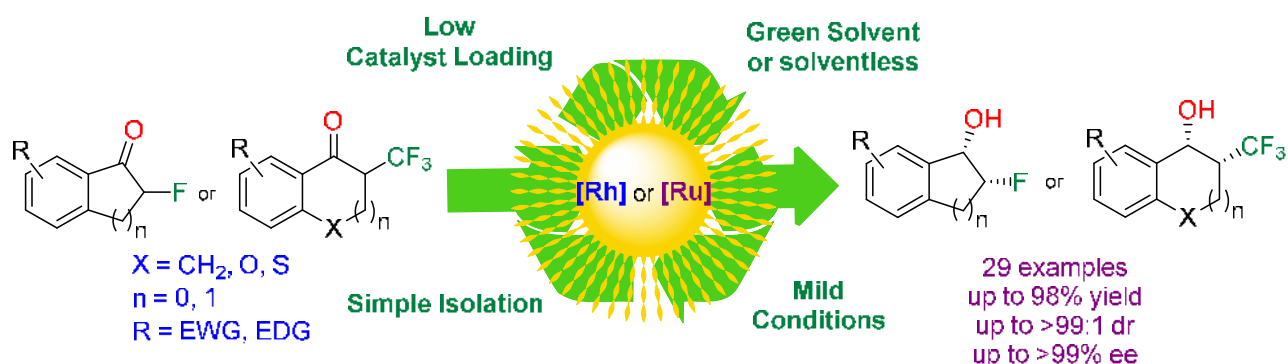 Low
Catalyst Loading
Green Solvent
or solventless
R
O
F
n
or
R
O
CF₃
X
n
[Rh] or [Ru]
R
OH
F
n
or
R
OH
CF₃
X
n
X = CH₂, O, S
n = 0, 1
R = EWG, EDG
Simple Isolation
Mild
Conditions
29 examples
up to 98% yield
up to >99:1 dr
up to >99% ee